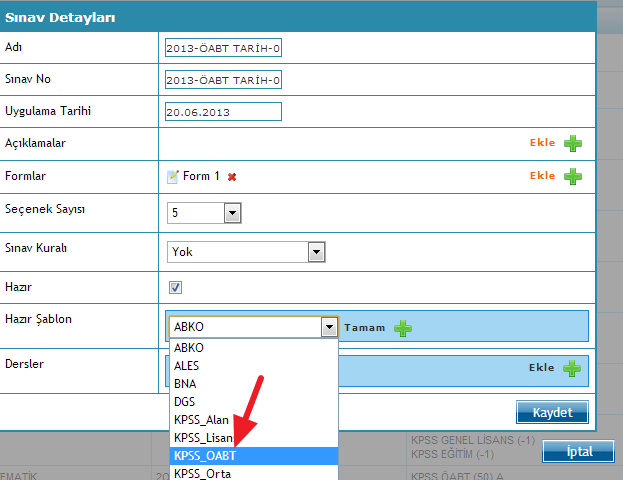 Sınav Detayları
Adı 2013-ÖABT TARİH-0
Sınav No 2013-ÖABT TARİH-0
Uygulama Tarihi 20.06.2013
Açıklamalar Ekle
Formlar Form 1 Ekle
Seçenek Sayısı 5
Sınav Kuralı Yok
Hazır
Hazır Şablon ABKO Tamam
ABKO
Dersler ALES Ekle
BNA
DGS
KPSS_Alan Kaydet
KPSS_Lisans KPSS GENEL LİSANS (-1)
KPSS_OABT KPSS EĞİTİM (-1) İptal
KPSS_Orta EMATİK 20 KPSS ÖABT (50) A